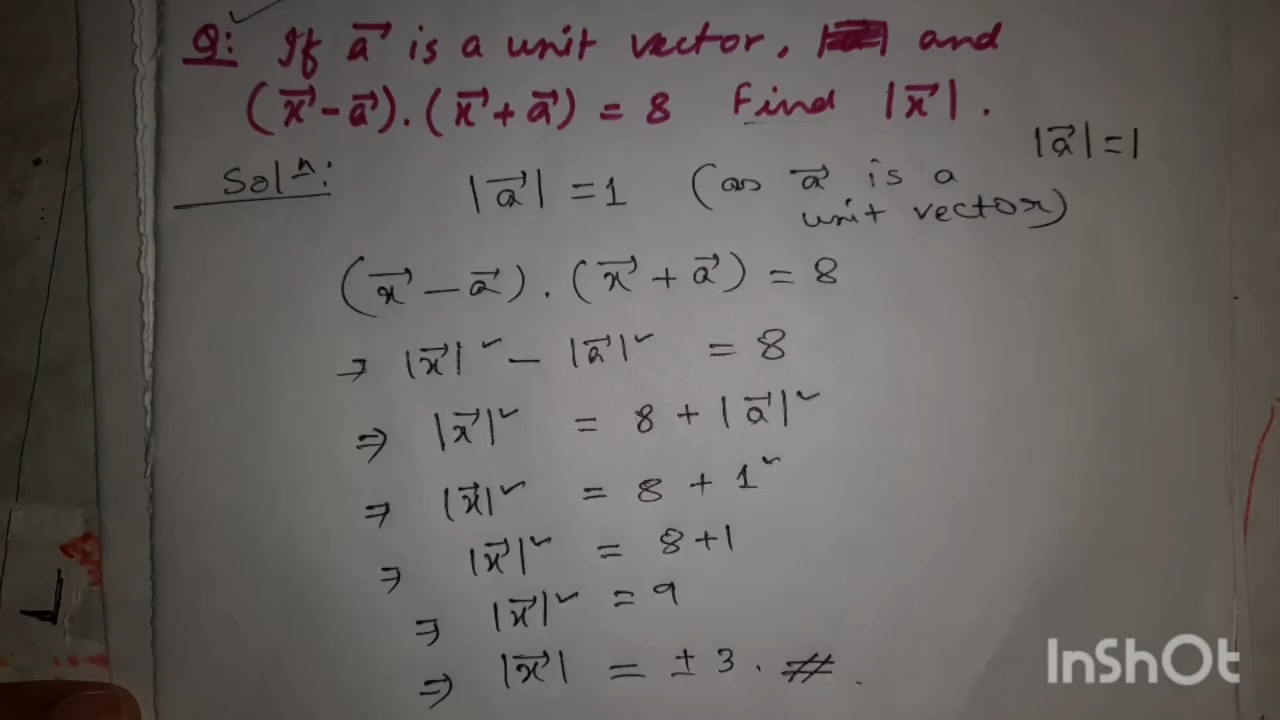 Q: If a⃗ is a unit vector, and
(x⃗ - a⃗).(x⃗ + a⃗) = 8 Find |x⃗|.
|a⃗| = 1
Solⁿ: |a⃗| = 1 (as a⃗ is a
unit vector)
(x⃗ - a⃗).(x⃗ + a⃗) = 8
⇒ |x⃗|² - |a⃗|² = 8
⇒ |x⃗|² = 8 + |a⃗|²
⇒ |x⃗|² = 8 + 1²
⇒ |x⃗|² = 8+1
⇒ |x⃗|² = 9
⇒ |x⃗| = ± 3. #.
InShOt